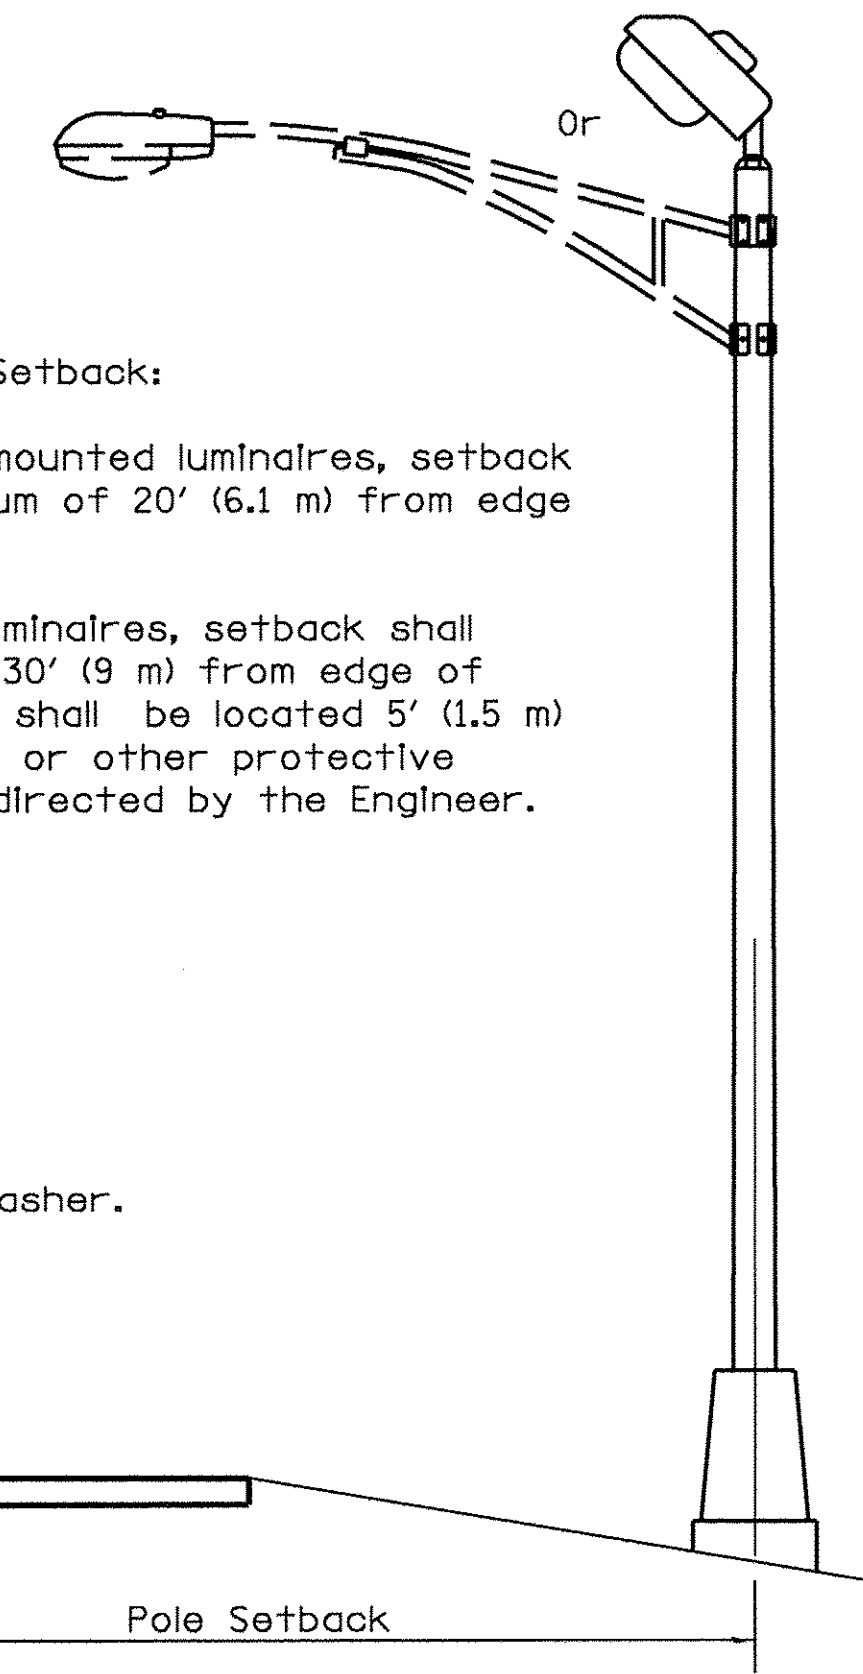 Or
Setback:
mounted luminaires, setback
um of 20' (6.1 m) from edge
minaires, setback shall
30' (9 m) from edge of
shall be located 5' (1.5 m)
or other protective
directed by the Engineer.
asher.
Pole Setback